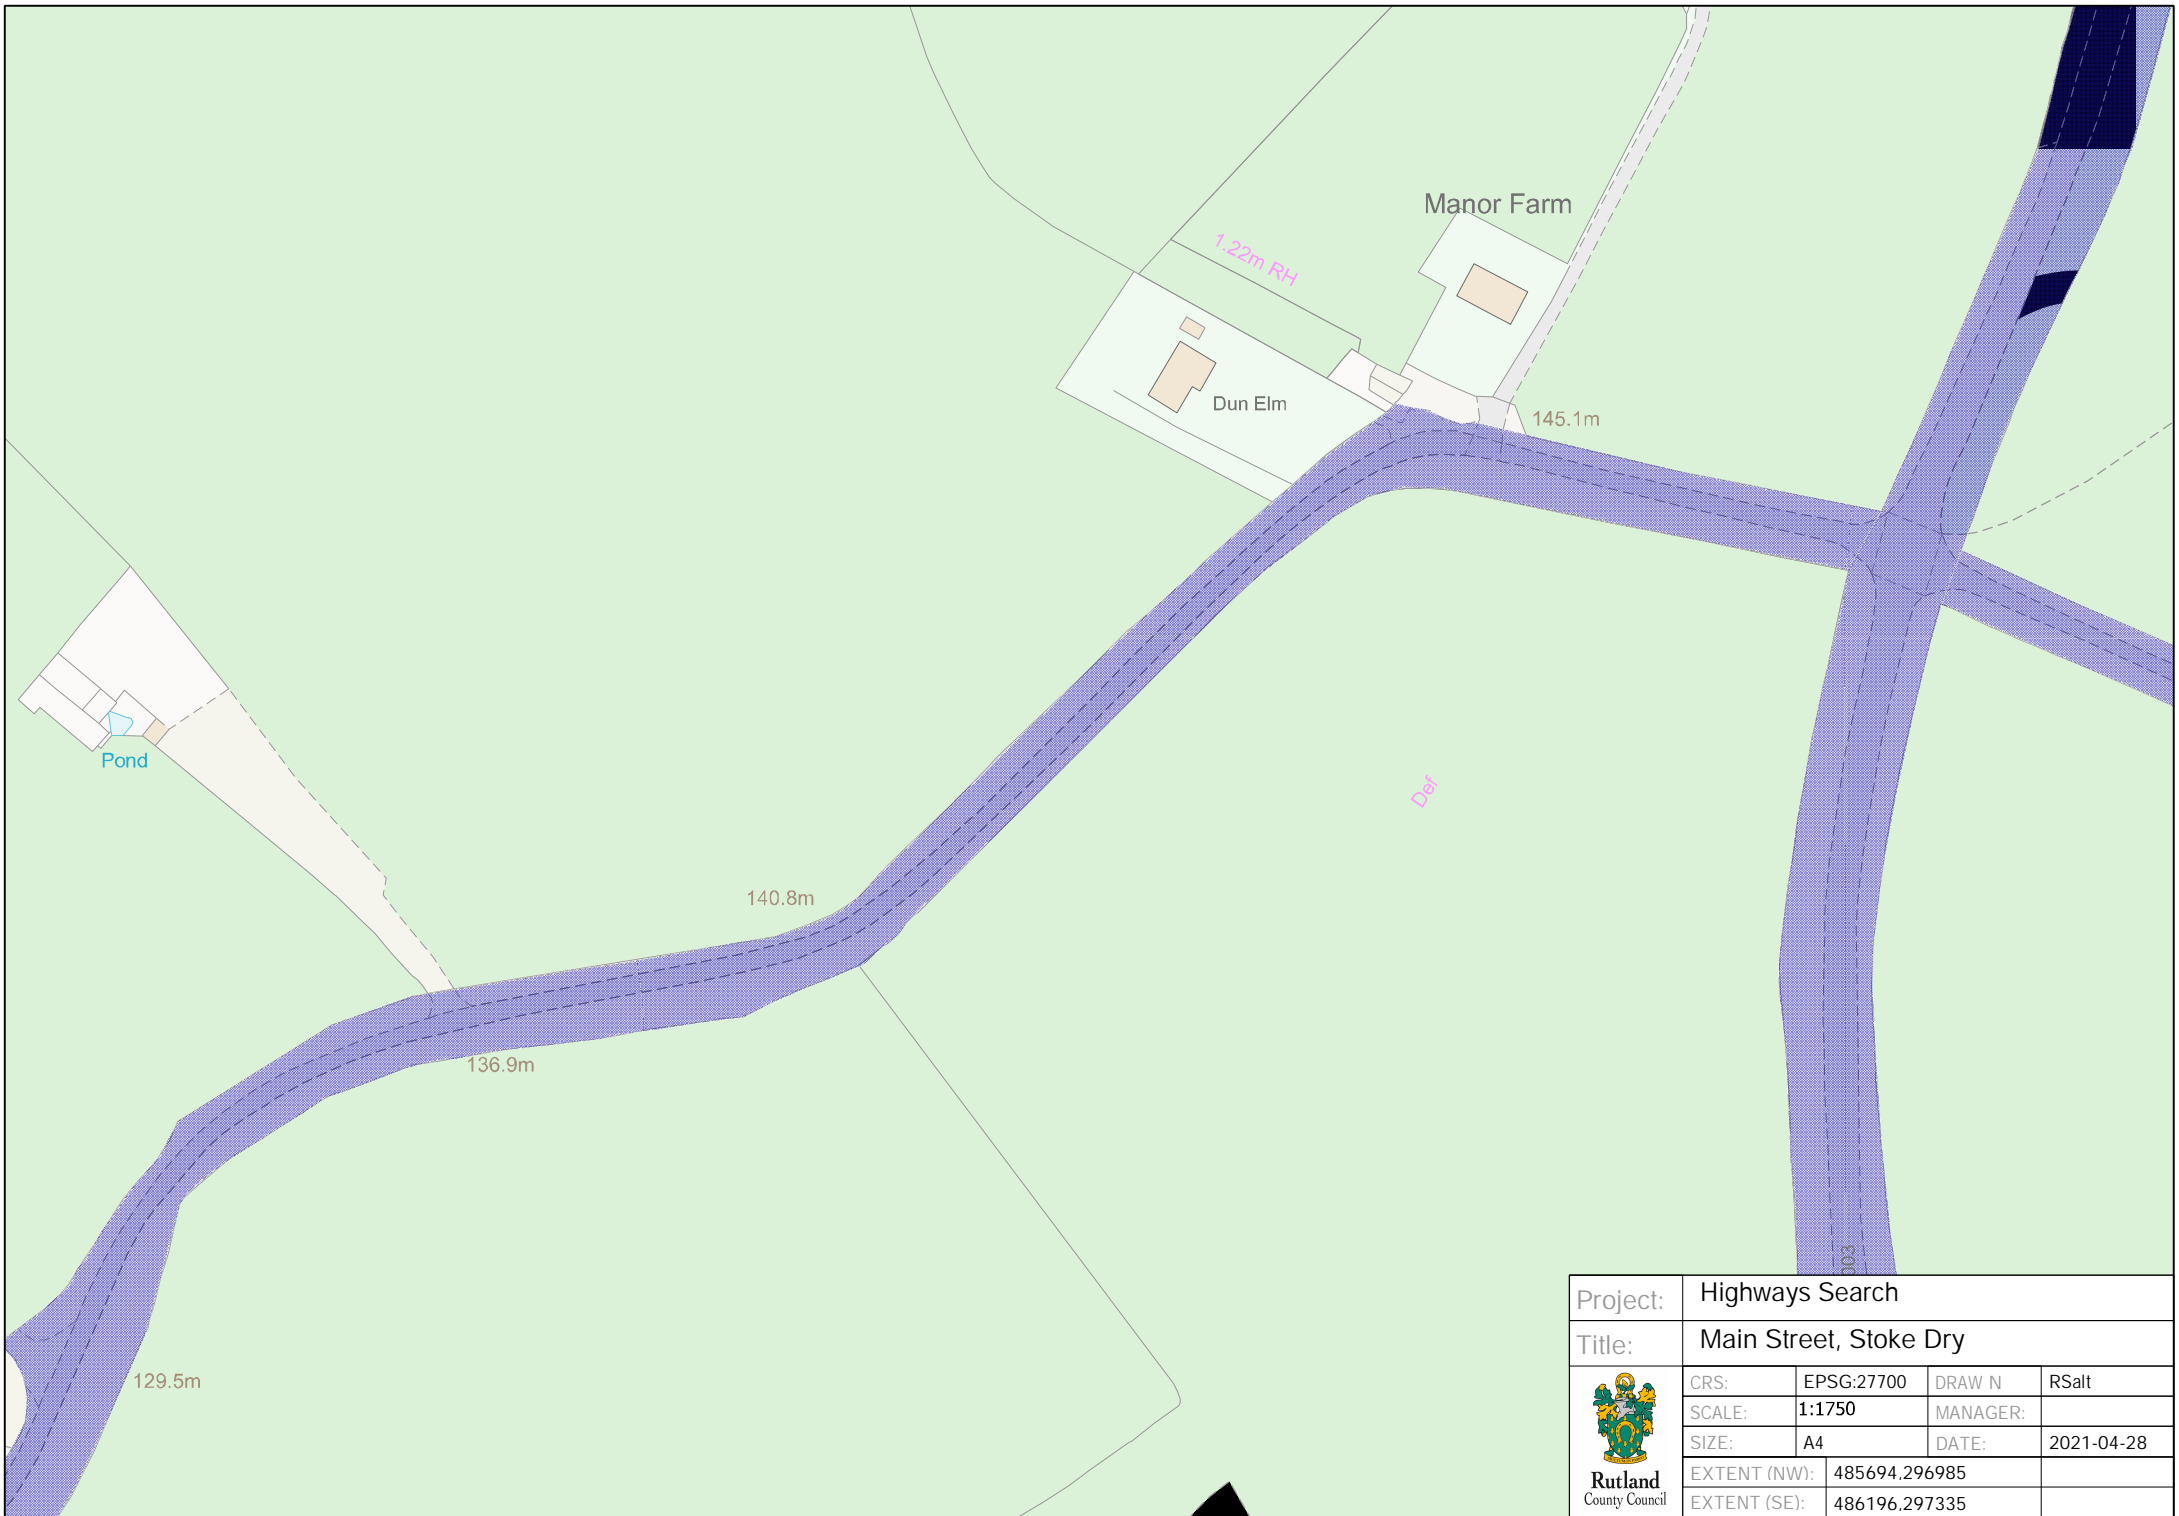 Manor Farm
1.22m RH
Dun Elm
145.1m
Pond
Def
140.8m
136.9m
129.5m
003
Project: Highways Search
Title: Main Street, Stoke Dry
CRS: EPSG:27700 DRAW N RSalt
SCALE: 1:1750 MANAGER:
SIZE: A4 DATE: 2021-04-28
EXTENT (NW): 485694,296985
EXTENT (SE): 486196,297335
Rutland
County Council